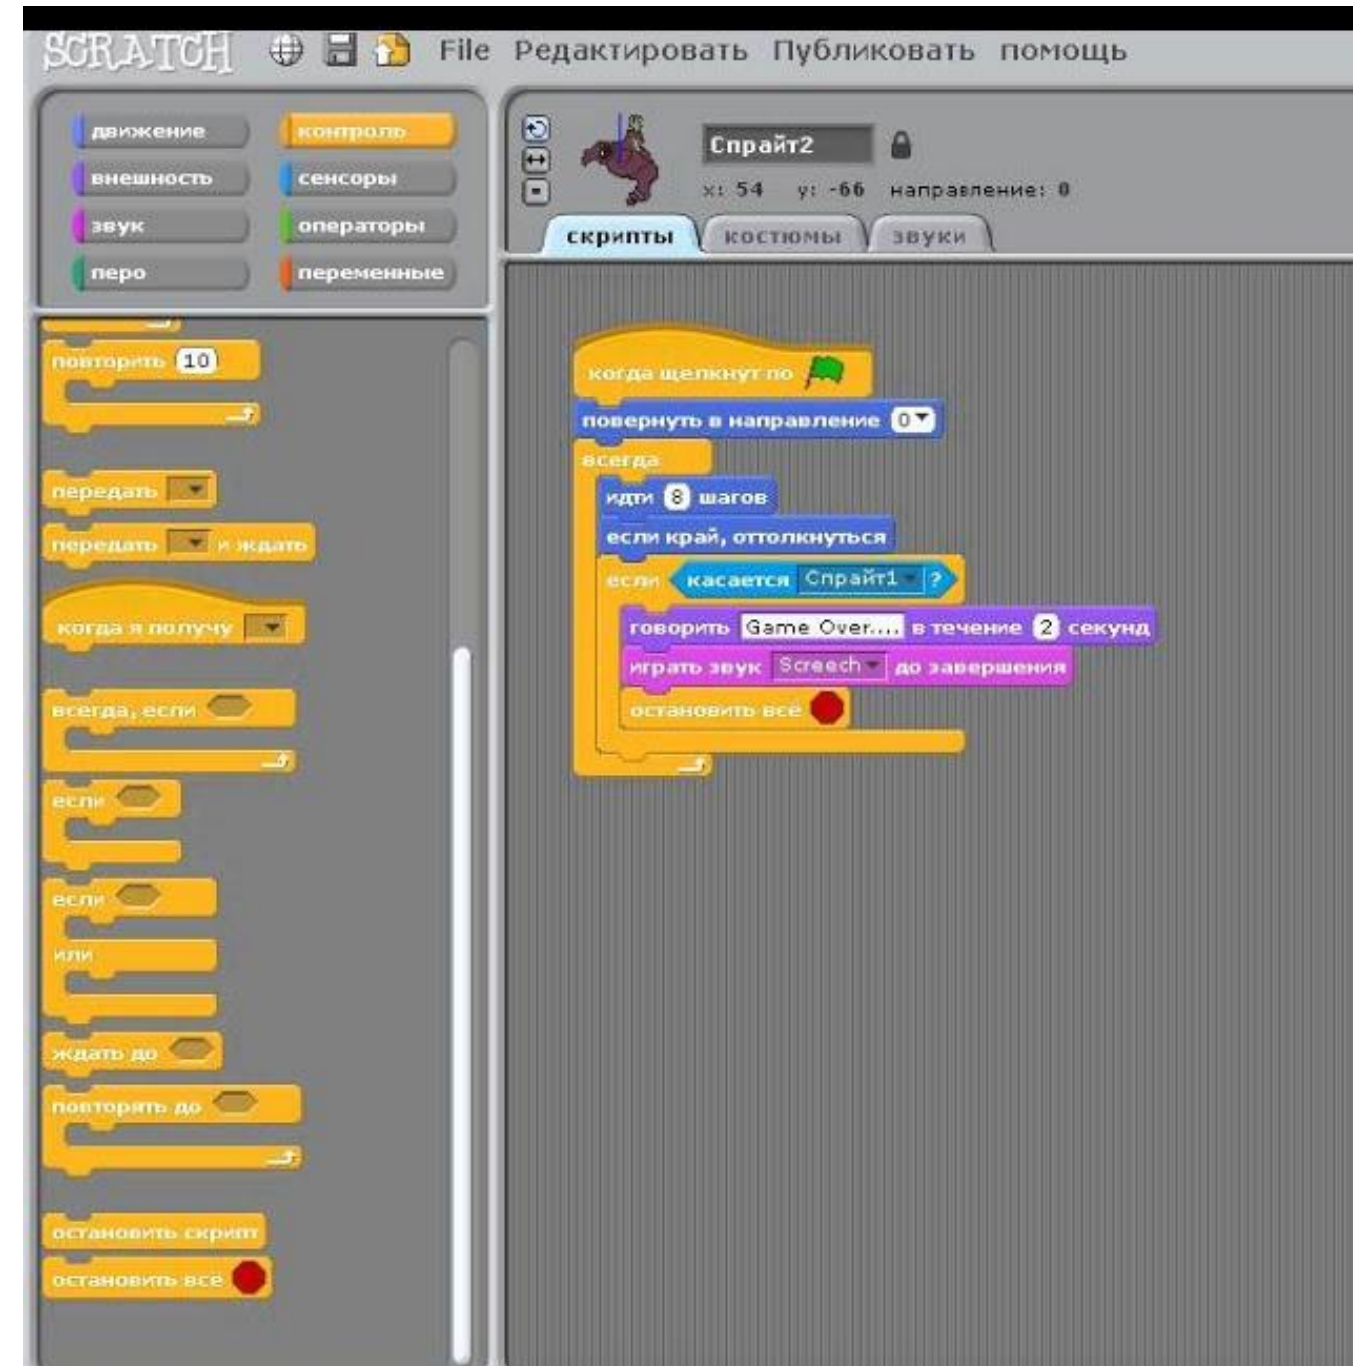 SCRATCH File Редактировать Публиковать помощь
движение контроль
внешность сенсоры
звук операторы
перо переменные
Спрайт2
x: 54 y: -66 направление: 0
скрипты костюмы звуки
повторить 10
передать
передать и ждать
когда я получу
всегда, если
если
если
или
ждать до
повторять до
остановить скрипт
остановить всё
когда щелкнут по
повернуть в направление 0
всегда
идти 8 шагов
если край, оттолкнуться
если касается Спрайт1 ?
говорить Game Over.... в течение 2 секунд
играть звук Screech до завершения
остановить всё